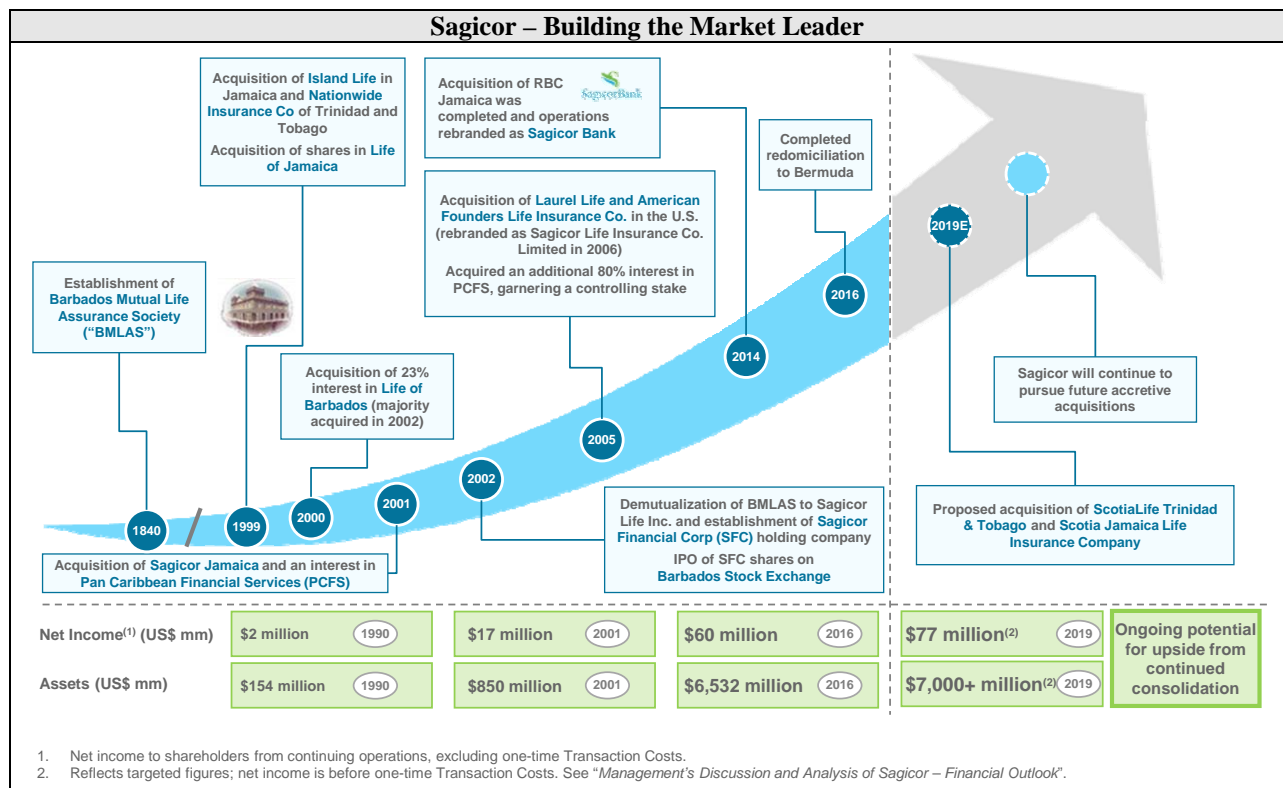 Sagicor – Building the Market Leader
Acquisition of Island Life in
Jamaica and Nationwide
Insurance Co of Trinidad and
Tobago
Acquisition of shares in Life
of Jamaica
Acquisition of RBC
Jamaica was
completed and operations
rebranded as Sagicor Bank
SagicorBank
Completed
redomiciliation
to Bermuda
Acquisition of Laurel Life and American
Founders Life Insurance Co. in the U.S.
(rebranded as Sagicor Life Insurance Co.
Limited in 2006)
Acquired an additional 80% interest in
PCFS, garnering a controlling stake
Establishment of
Barbados Mutual Life
Assurance Society
(“BMLAS”)
Acquisition of 23%
interest in Life of
Barbados (majority
acquired in 2002)
2019E
2016
2014
2005
2002
2001
2000
1999
1840
Sagicor will continue to
pursue future accretive
acquisitions
Demutualization of BMLAS to Sagicor
Life Inc. and establishment of Sagicor
Financial Corp (SFC) holding company
IPO of SFC shares on
Barbados Stock Exchange
Proposed acquisition of ScotiaLife Trinidad
& Tobago and Scotia Jamaica Life
Insurance Company
Acquisition of Sagicor Jamaica and an interest in
Pan Caribbean Financial Services (PCFS)
Net Income(1) (US$ mm) $2 million 1990 $17 million 2001 $60 million 2016 $77 million(2) 2019
Assets (US$ mm) $154 million 1990 $850 million 2001 $6,532 million 2016 $7,000+ million(2) 2019
Ongoing potential
for upside from
continued
consolidation
1. Net income to shareholders from continuing operations, excluding one-time Transaction Costs.
2. Reflects targeted figures; net income is before one-time Transaction Costs. See “Management’s Discussion and Analysis of Sagicor – Financial Outlook”.